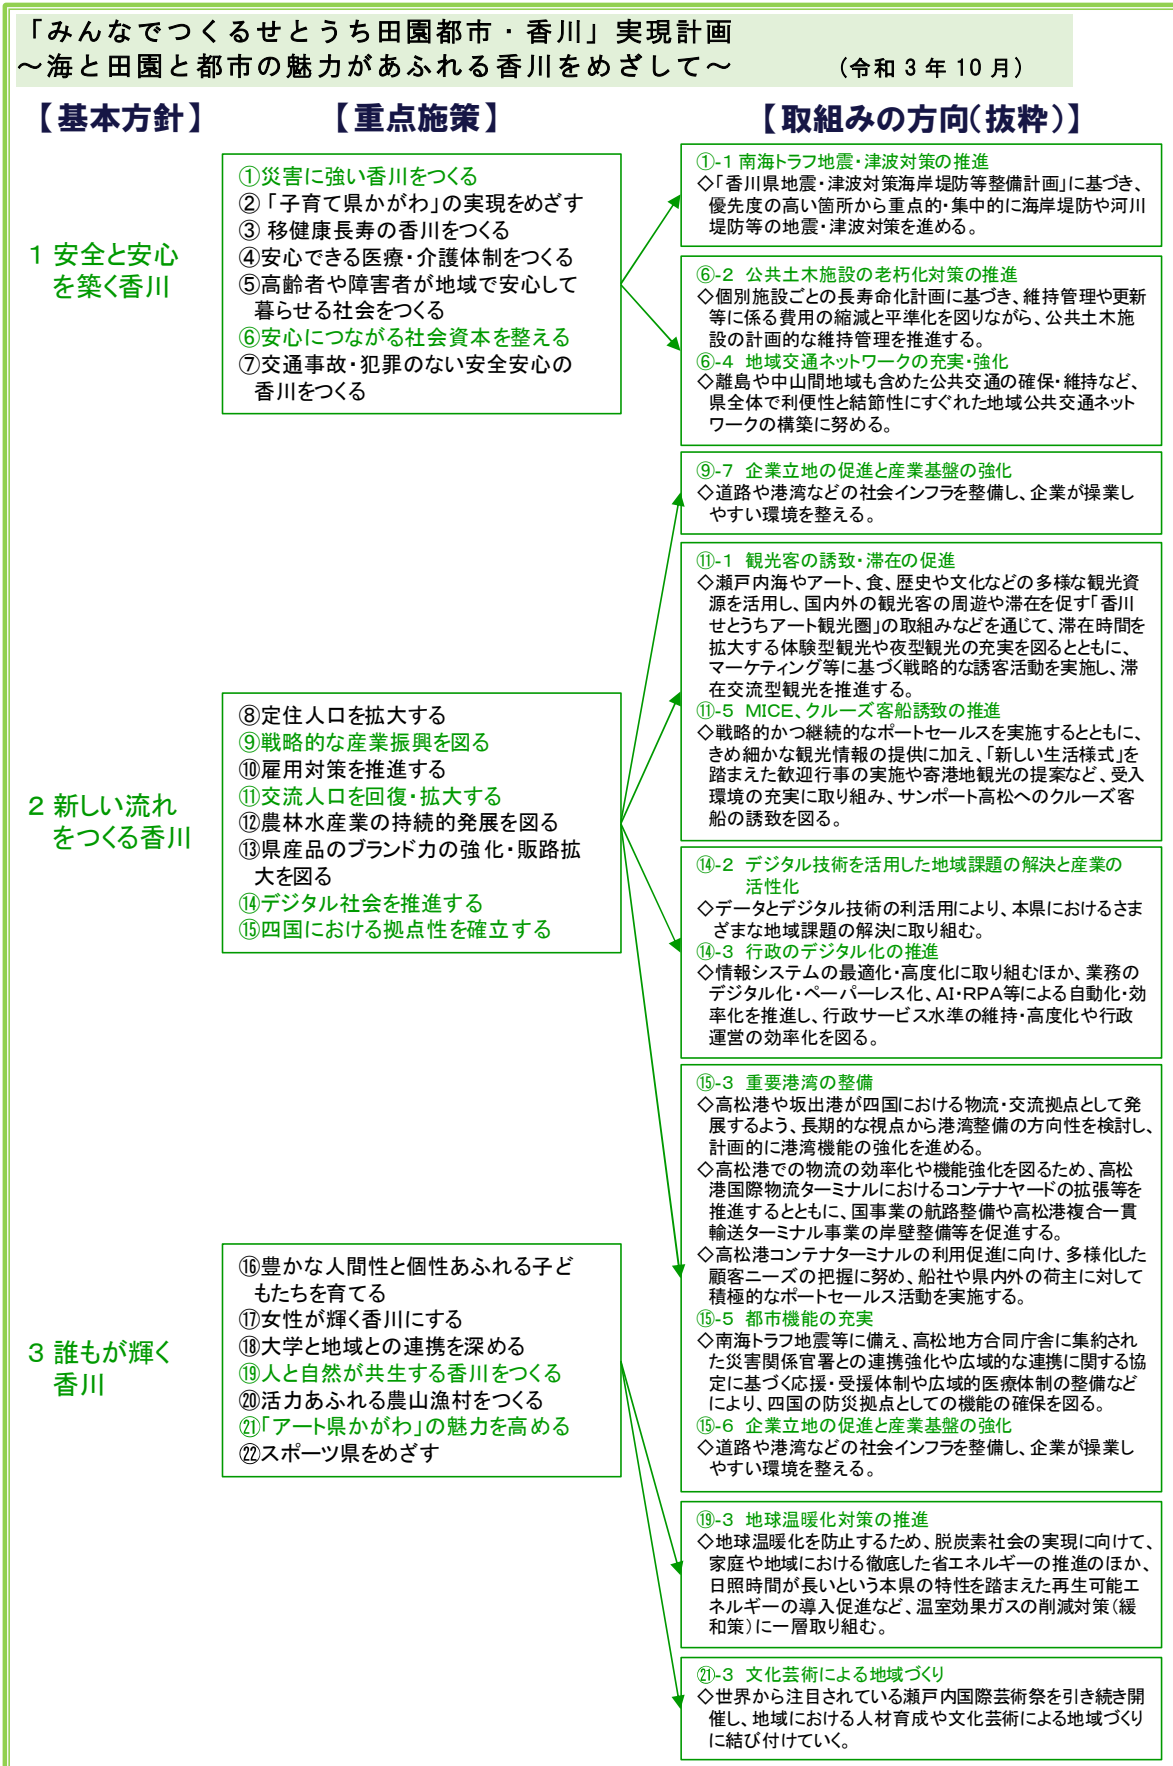 「みんなでつくるせとうち田園都市・香川」実現計画
～海と田園と都市の魅力があふれる香川をめざして～ (令和３年10月)
【基本方針】 【重点施策】 【取組みの方向(抜粋)】
1 安全と安心
を築く香川
①災害に強い香川をつくる
②「子育て県かがわ」の実現をめざす
③ 移健康長寿の香川をつくる
④安心できる医療・介護体制をつくる
⑤高齢者や障害者が地域で安心して
暮らせる社会をつくる
⑥安心につながる社会資本を整える
⑦交通事故・犯罪のない安全安心の
香川をつくる
①-1 南海トラフ地震・津波対策の推進
◇「香川県地震・津波対策海岸堤防等整備計画」に基づき、
優先度の高い箇所から重点的・集中的に海岸堤防や河川
堤防等の地震・津波対策を進める。
⑥-2 公共土木施設の老朽化対策の推進
◇個別施設ごとの長寿命化計画に基づき、維持管理や更新
等に係る費用の縮減と平準化を図りながら、公共土木施
設の計画的な維持管理を推進する。
⑥-4 地域交通ネットワークの充実・強化
◇離島や中山間地域も含めた公共交通の確保・維持など、
県全体で利便性と結節性にすぐれた地域公共交通ネット
ワークの構築に努める。
2 新しい流れ
をつくる香川
⑧定住人口を拡大する
⑨戦略的な産業振興を図る
⑩雇用対策を推進する
⑪交流人口を回復・拡大する
⑫農林水産業の持続的発展を図る
⑬県産品のブランド力の強化・販路拡
大を図る
⑭デジタル社会を推進する
⑮四国における拠点性を確立する
⑨-7 企業立地の促進と産業基盤の強化
◇道路や港湾などの社会インフラを整備し、企業が操業し
やすい環境を整える。
⑪-1 観光客の誘致・滞在の促進
◇瀬戸内海やアート、食、歴史や文化などの多様な観光資
源を活用し、国内外の観光客の周遊や滞在を促す「香川
せとうちアート観光圏」の取組みなどを通じて、滞在時間を
拡大する体験型観光や夜型観光の充実を図るとともに、
マーケティング等に基づく戦略的な誘客活動を実施し、滞
在交流型観光を推進する。
⑪-5 MICE、クルーズ客船誘致の推進
◇戦略的かつ継続的なポートセールスを実施するとともに、
きめ細かな観光情報の提供に加え、「新しい生活様式」を
踏まえた歓迎行事の実施や寄港地観光の提案など、受入
環境の充実に取り組み、サンポート高松へのクルーズ客
船の誘致を図る。
⑭-2 デジタル技術を活用した地域課題の解決と産業の
活性化
◇データとデジタル技術の利活用により、本県におけるさま
ざまな地域課題の解決に取り組む。
⑭-3 行政のデジタル化の推進
◇情報システムの最適化・高度化に取り組むほか、業務の
デジタル化・ペーパーレス化、AI・RPA等による自動化・効
率化を推進し、行政サービス水準の維持・高度化や行政
運営の効率化を図る。
⑮-3 重要港湾の整備
◇高松港や坂出港が四国における物流・交流拠点として発
展するよう、長期的な視点から港湾整備の方向性を検討し、
計画的に港湾機能の強化を進める。
◇高松港での物流の効率化や機能強化を図るため、高松
港国際物流ターミナルにおけるコンテナヤードの拡張等を
推進するとともに、国事業の航路整備や高松港複合一貫
輸送ターミナル事業の岸壁整備等を促進する。
◇高松港コンテナターミナルの利用促進に向け、多様化した
顧客ニーズの把握に努め、船社や県内外の荷主に対して
積極的なポートセールス活動を実施する。
⑮-5 都市機能の充実
◇南海トラフ地震等に備え、高松地方合同庁舎に集約され
た災害関係官署との連携強化や広域的な連携に関する協
定に基づく応援・受援体制や広域的医療体制の整備など
により、四国の防災拠点としての機能の確保を図る。
⑮-6 企業立地の促進と産業基盤の強化
◇道路や港湾などの社会インフラを整備し、企業が操業し
やすい環境を整える。
3 誰もが輝く
香川
⑯豊かな人間性と個性あふれる子ど
もたちを育てる
⑰女性が輝く香川にする
⑱大学と地域との連携を深める
⑲人と自然が共生する香川をつくる
⑳活力あふれる農山漁村をつくる
㉑「アート県かがわ」の魅力を高める
㉒スポーツ県をめざす
⑲-3 地球温暖化対策の推進
◇地球温暖化を防止するため、脱炭素社会の実現に向けて、
家庭や地域における徹底した省エネルギーの推進のほか、
日照時間が長いという本県の特性を踏まえた再生可能エ
ネルギーの導入促進など、温室効果ガスの削減対策(緩
和策)に一層取り組む。
㉑-3 文化芸術による地域づくり
◇世界から注目されている瀬戸内国際芸術祭を引き続き開
催し、地域における人材育成や文化芸術による地域づくり
に結び付けていく。